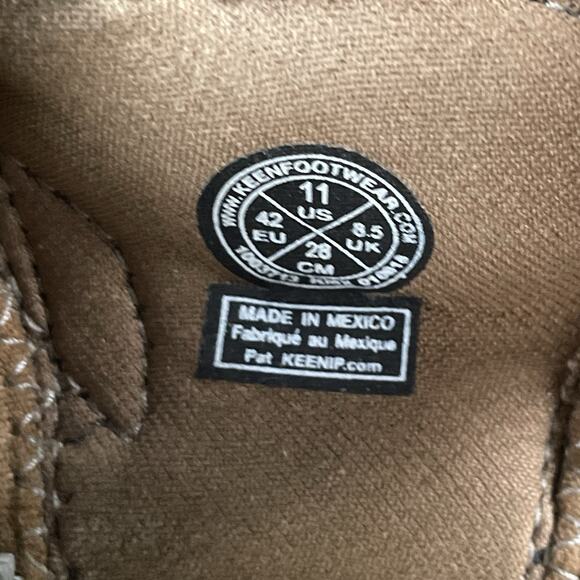 WWW.KEENFOOTWEAR.COM
11
US
42
EU
8.5
UK
28
CM
MADE IN MEXICO
Fabriqué au Mexique
Pat KEENIP.com